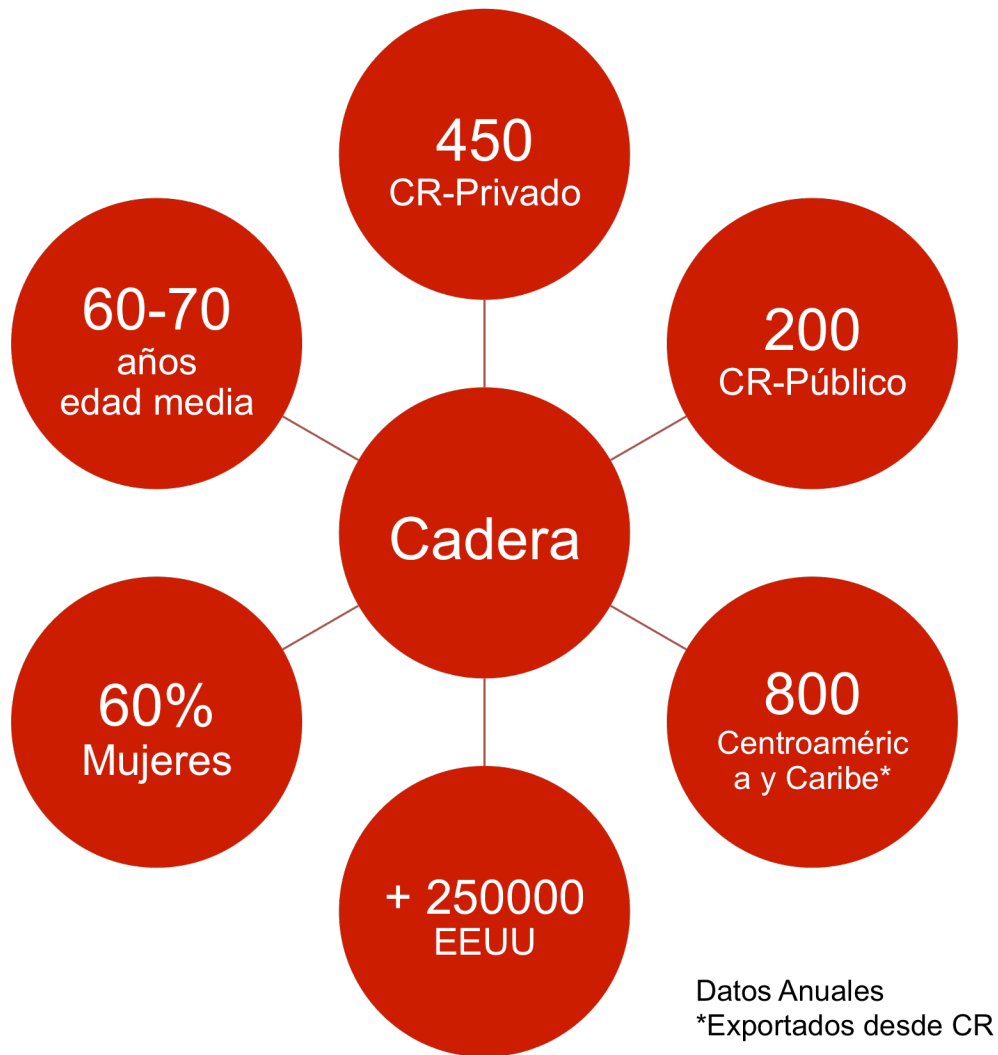 450
CR-Privado
200
CR-Público
800
Centroaméric
a y Caribe*
+ 250000
EEUU
60%
Mujeres
60-70
años
edad media
Cadera
Datos Anuales
*Exportados desde CR